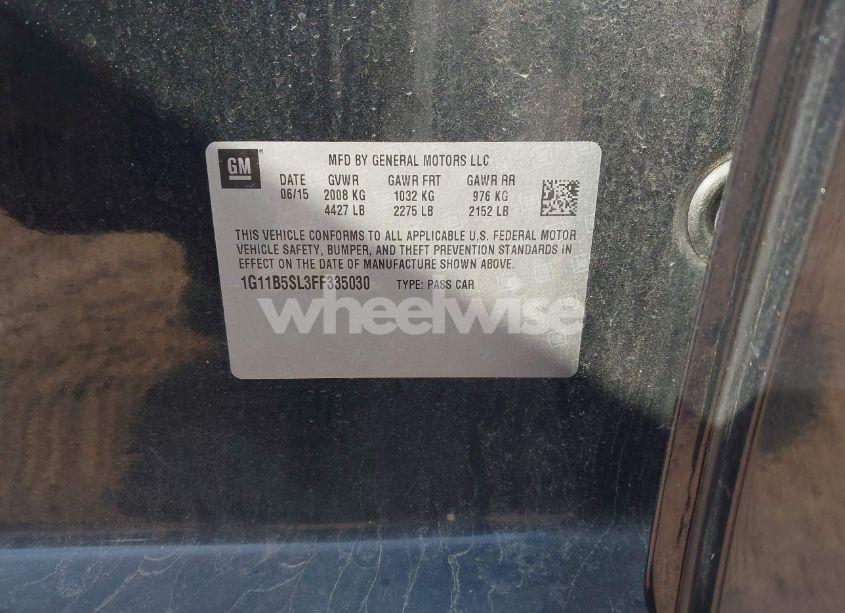 GM
MFD BY GENERAL MOTORS LLC
DATE GVWR GAWR FRT GAWR RR
06/15 2008 KG 1032 KG 976 KG
4427 LB 2275 LB 2152 LB
THIS VEHICLE CONFORMS TO ALL APPLICABLE U.S. FEDERAL MOTOR
VEHICLE SAFETY, BUMPER, AND THEFT PREVENTION STANDARDS IN
EFFECT ON THE DATE OF MANUFACTURE SHOWN ABOVE.
1G11B5SL3FF335030 TYPE: PASS CAR
wheelwise